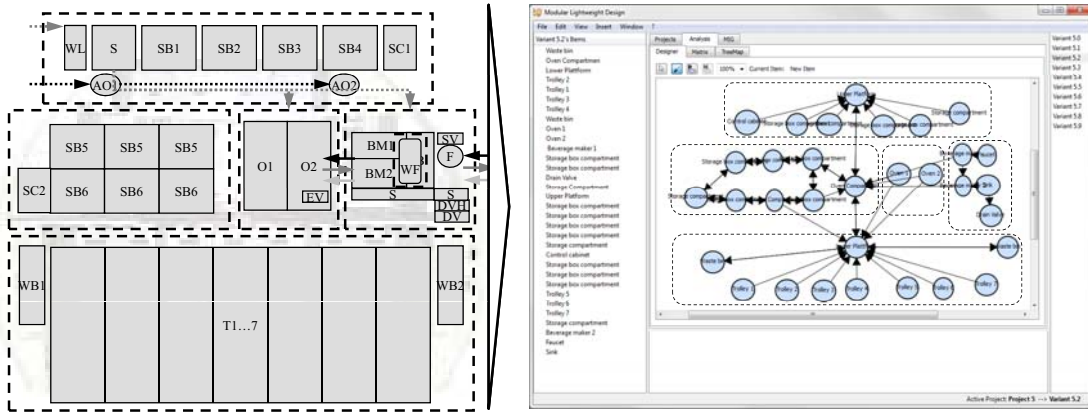 WL S SB1 SB2 SB3 SB4 SC1
AO1 AO2
SB5 SB5 SB5
SC2 SB6 SB6 SB6
O1 O2
EV
BM1
BM2
WF
SV
F
S S
DVH
DV
WB1 T1...7 WB2
Modular Lightweight Design
File Edit View Insert Window ?
Variant 5.2's Items
Waste bin
Oven Compartmen
Lower Plattform
Trolley 2
Trolley 1
Trolley 3
Trolley 4
Waste bin
Oven 1
Oven 2
Beverage maker 1
Storage box compartment
Storage box compartment
Drain Valve
Storage Compartment
Upper Platform
Storage box compartment
Storage box compartment
Storage box compartment
Storage box compartment
Storage compartment
Control cabinet
Storage box compartment
Storage box compartment
Storage box compartment
Trolley 5
Trolley 6
Trolley 7
Storage compartment
Beverage maker 2
Faucet
Sink
Projects Analysis MIG
Designer Matrix TreeMap
100% Current Item: New Item
Upper Platform
Control cabinet
Storage compartment
Oven 1
Oven 2
Faucet
Sink
Drain Valve
Trolley 1
Trolley 2
Trolley 3
Trolley 4
Trolley 5
Trolley 6
Trolley 7
Variant 5.0
Variant 5.1
Variant 5.2
Variant 5.3
Variant 5.4
Variant 5.5
Variant 5.6
Variant 5.7
Variant 5.8
Variant 5.9
Active Project: Project 5 --> Variant 5.2